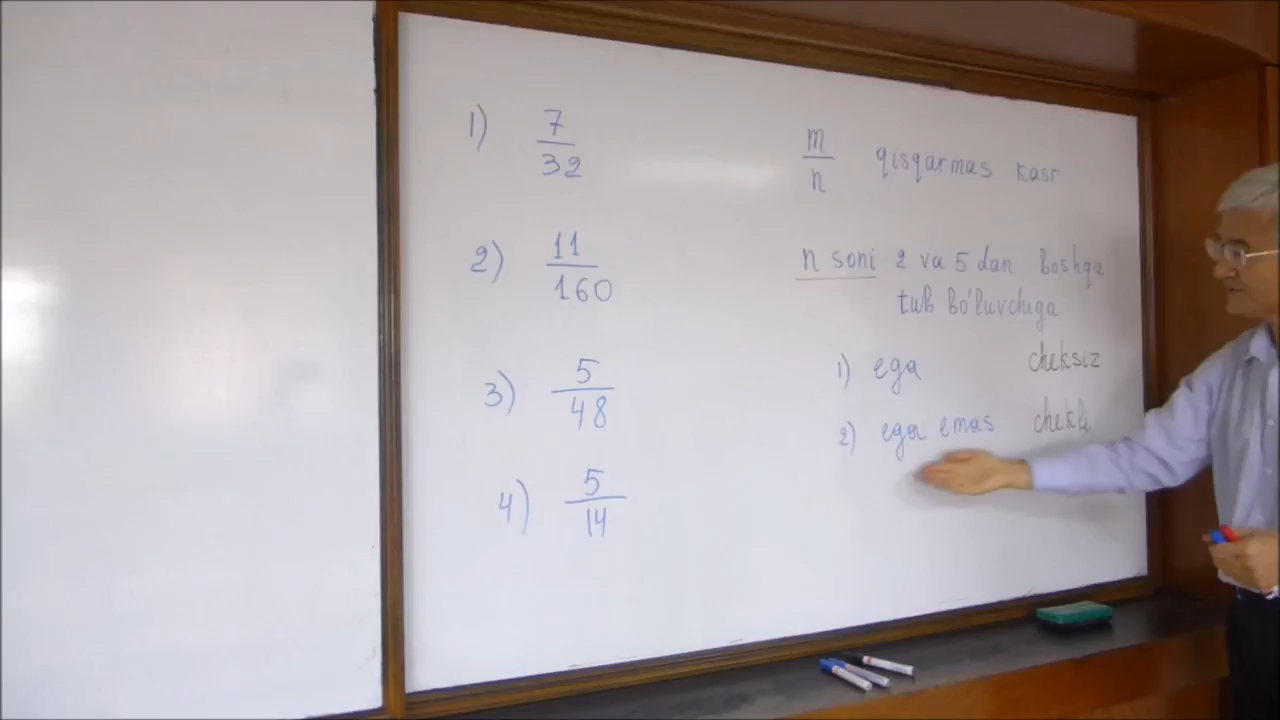 1) 7/32
2) 11/160
3) 5/48
4) 5/14
m/n qisqarmas kasr
n soni 2 va 5 dan boshqa
tub bo'luvchiga
1) ega cheksiz
2) ega emas chekli